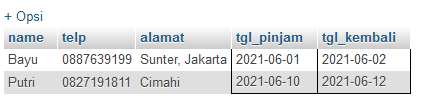 + Opsi
name telp alamat tgl_pinjam tgl_kembali
Bayu 0887639199 Sunter, Jakarta 2021-06-01 2021-06-02
Putri 0827191811 Cimahi 2021-06-10 2021-06-12